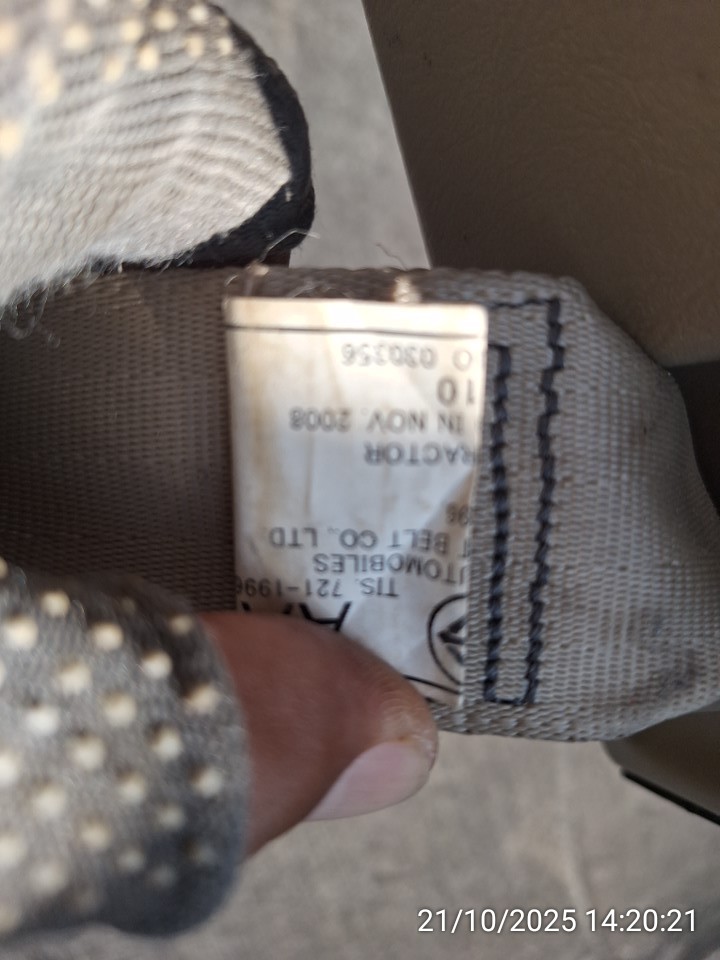 TIS. 721-1996
UTOMOBILES
T BELT CO., LTD
96
RACTOR
IN NOV. 2008
10
O 030356
21/10/2025 14:20:21